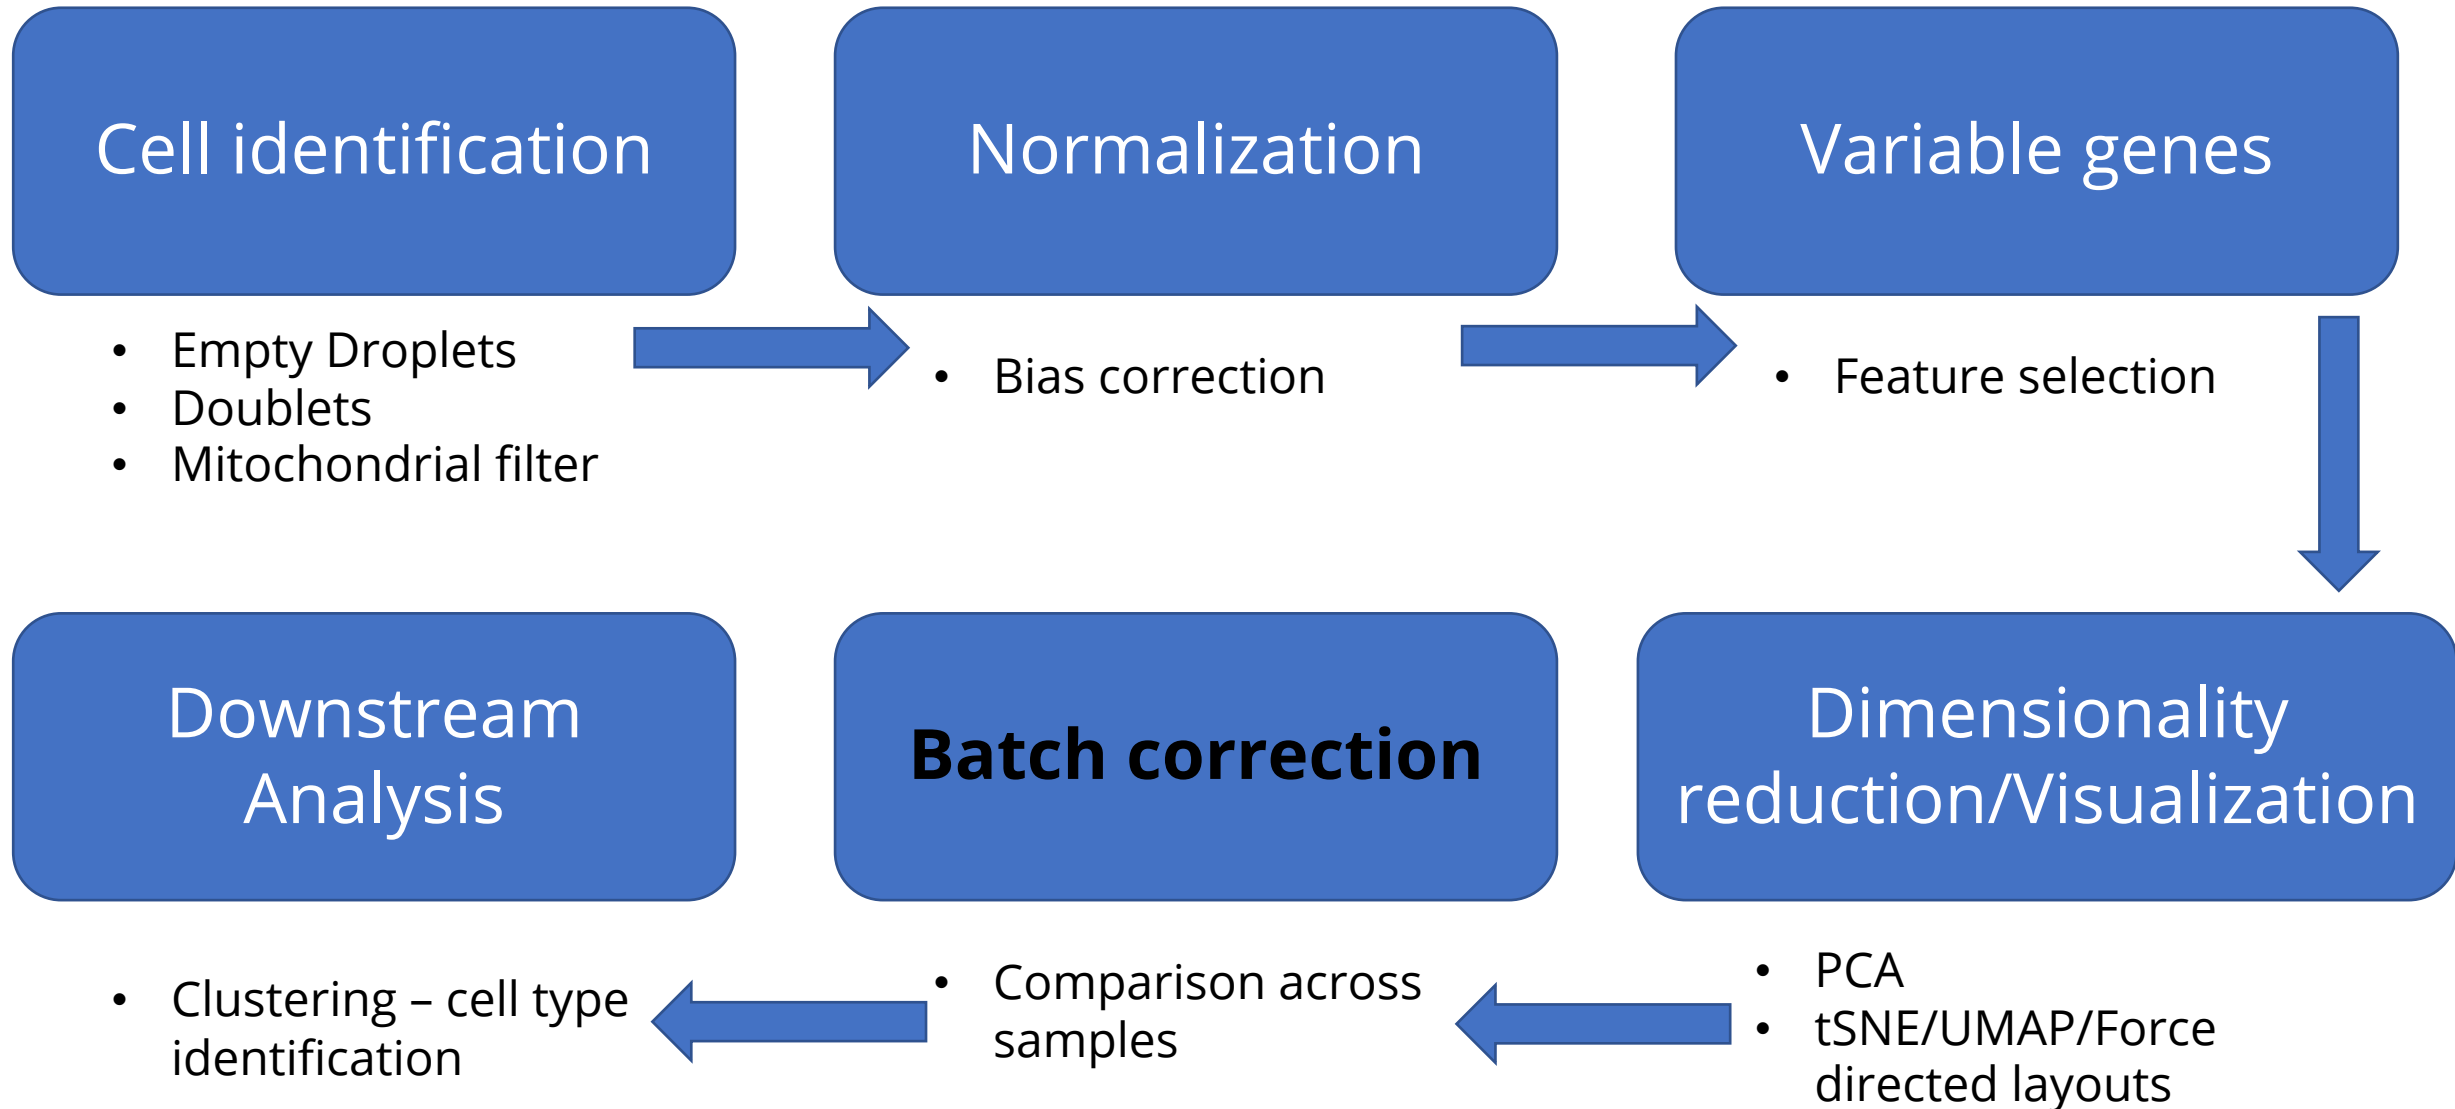 Cell identification
• Empty Droplets
• Doublets
• Mitochondrial filter
Normalization
• Bias correction
Variable genes
• Feature selection
Dimensionality
reduction/Visualization
• PCA
• tSNE/UMAP/Force
directed layouts
Batch correction
• Comparison across
samples
Downstream
Analysis
• Clustering – cell type
identification